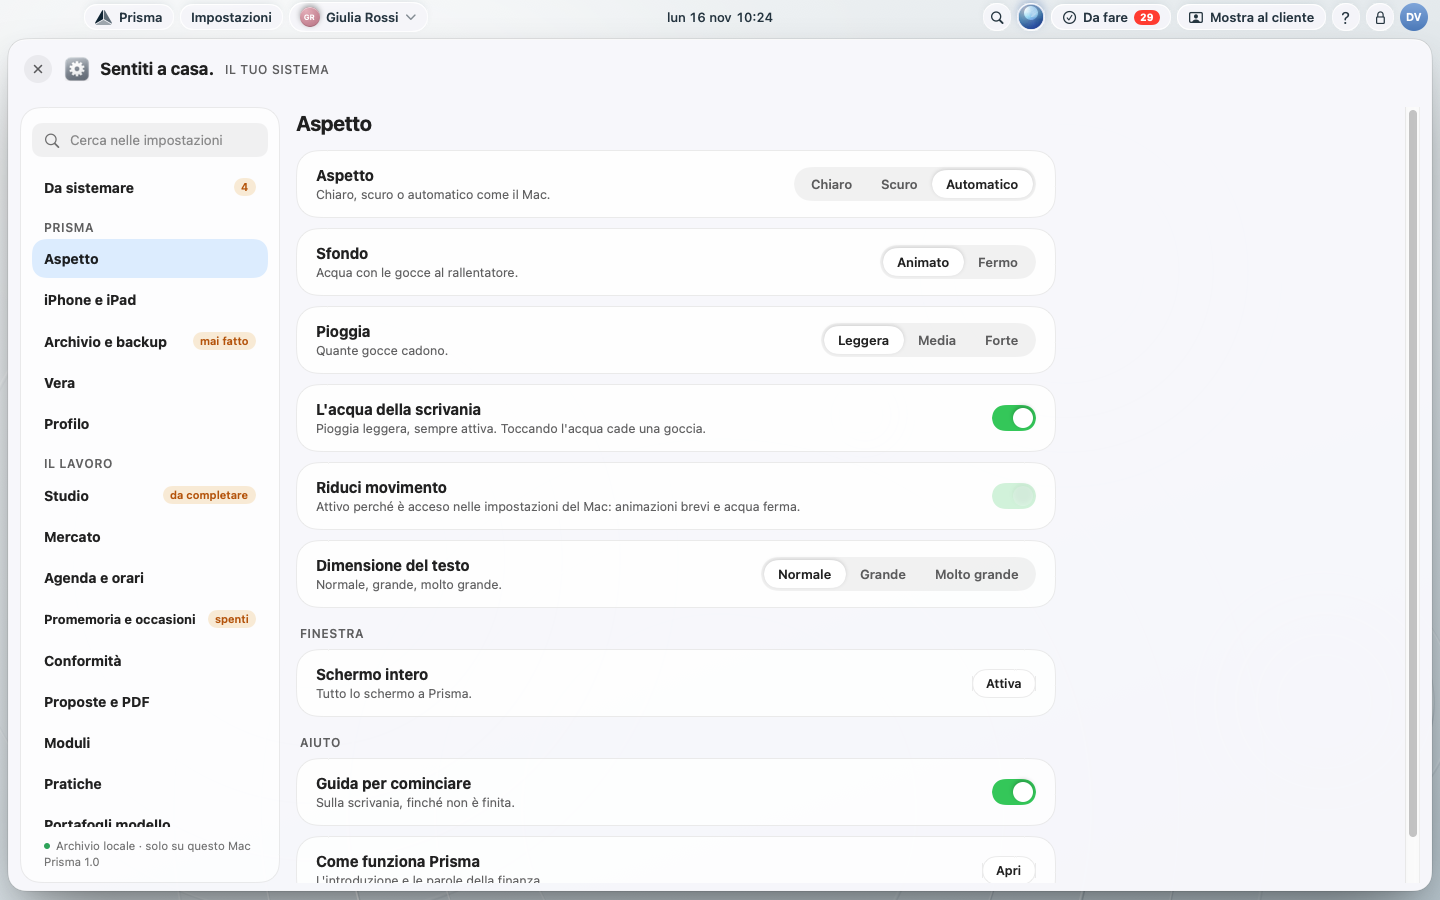 Prisma
Impostazioni
GR Giulia Rossi
lun 16 nov 10:24
Da fare 29
Mostra al cliente
?
DV
Sentiti a casa. IL TUO SISTEMA
Cerca nelle impostazioni
Da sistemare 4
PRISMA
Aspetto
iPhone e iPad
Archivio e backup mai fatto
Vera
Profilo
IL LAVORO
Studio da completare
Mercato
Agenda e orari
Promemoria e occasioni spenti
Conformità
Proposte e PDF
Moduli
Pratiche
Portafogli modello
Archivio locale · solo su questo Mac
Prisma 1.0
Aspetto
Aspetto
Chiaro, scuro o automatico come il Mac.
Chiaro Scuro Automatico
Sfondo
Acqua con le gocce al rallentatore.
Animato Fermo
Pioggia
Quante gocce cadono.
Leggera Media Forte
L'acqua della scrivania
Pioggia leggera, sempre attiva. Toccando l'acqua cade una goccia.
Riduci movimento
Attivo perché è acceso nelle impostazioni del Mac: animazioni brevi e acqua ferma.
Dimensione del testo
Normale, grande, molto grande.
Normale Grande Molto grande
FINESTRA
Schermo intero
Tutto lo schermo a Prisma.
Attiva
AIUTO
Guida per cominciare
Sulla scrivania, finché non è finita.
Come funziona Prisma
L'introduzione e le parole della finanza
Apri